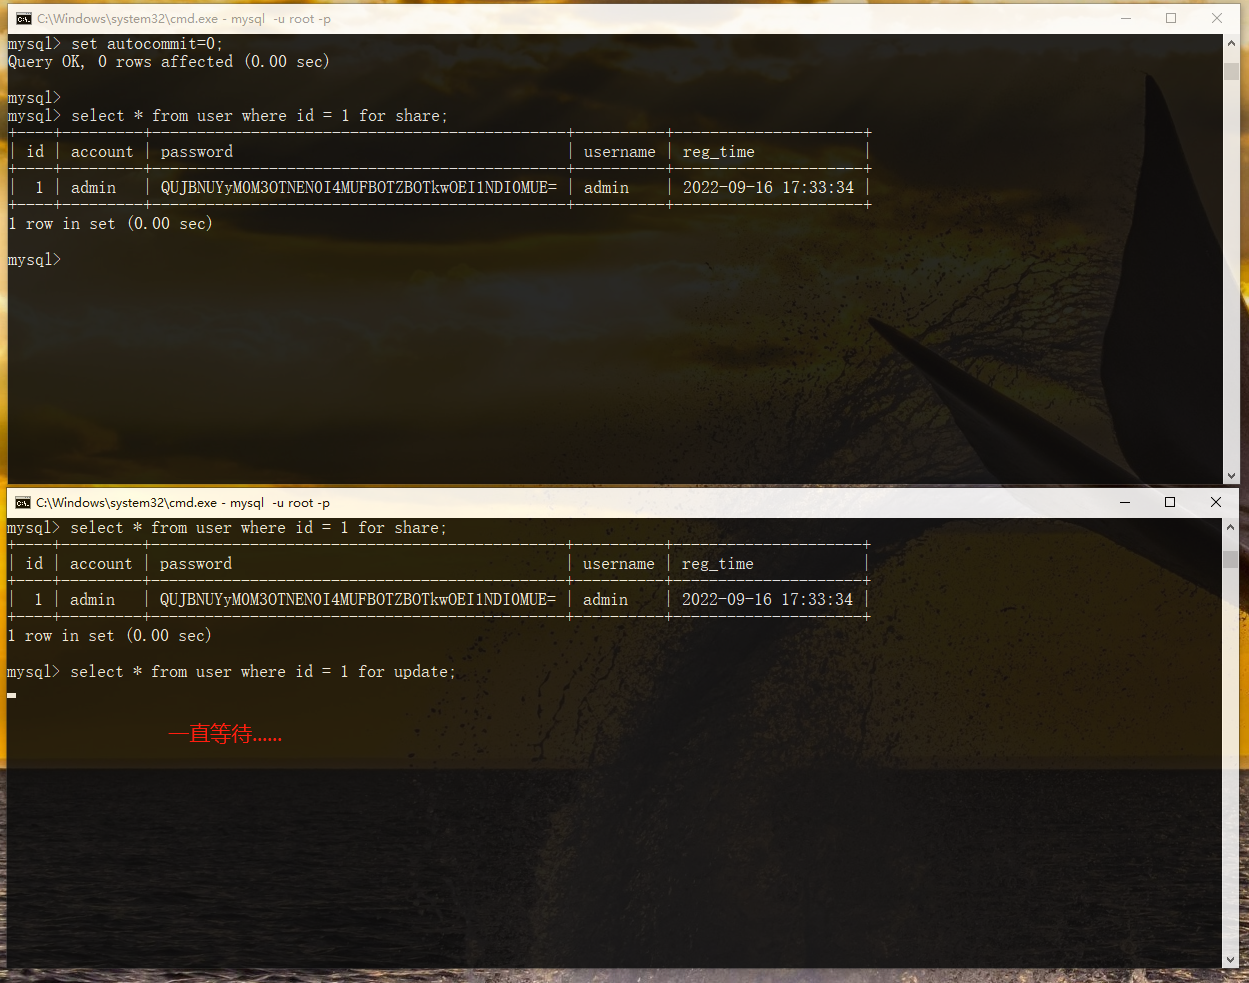 C:\Windows\system32\cmd.exe - mysql  -u root -p
mysql> set autocommit=0;
Query OK, 0 rows affected (0.00 sec)
mysql>
mysql> select * from user where id = 1 for share;
+----+---------+----------------------------------------------+----------+---------------------+
| id | account | password                                     | username | reg_time            |
+----+---------+----------------------------------------------+----------+---------------------+
|  1 | admin   | QUJBNUYyM0M3OTNEN0I4MUFBOTZBOTkwOEI1NDI0MUE= | admin    | 2022-09-16 17:33:34 |
+----+---------+----------------------------------------------+----------+---------------------+
1 row in set (0.00 sec)
mysql>
C:\Windows\system32\cmd.exe - mysql  -u root -p
mysql> select * from user where id = 1 for share;
+----+---------+----------------------------------------------+----------+---------------------+
| id | account | password                                     | username | reg_time            |
+----+---------+----------------------------------------------+----------+---------------------+
|  1 | admin   | QUJBNUYyM0M3OTNEN0I4MUFBOTZBOTkwOEI1NDI0MUE= | admin    | 2022-09-16 17:33:34 |
+----+---------+----------------------------------------------+----------+---------------------+
1 row in set (0.00 sec)
mysql> select * from user where id = 1 for update;
一直等待......